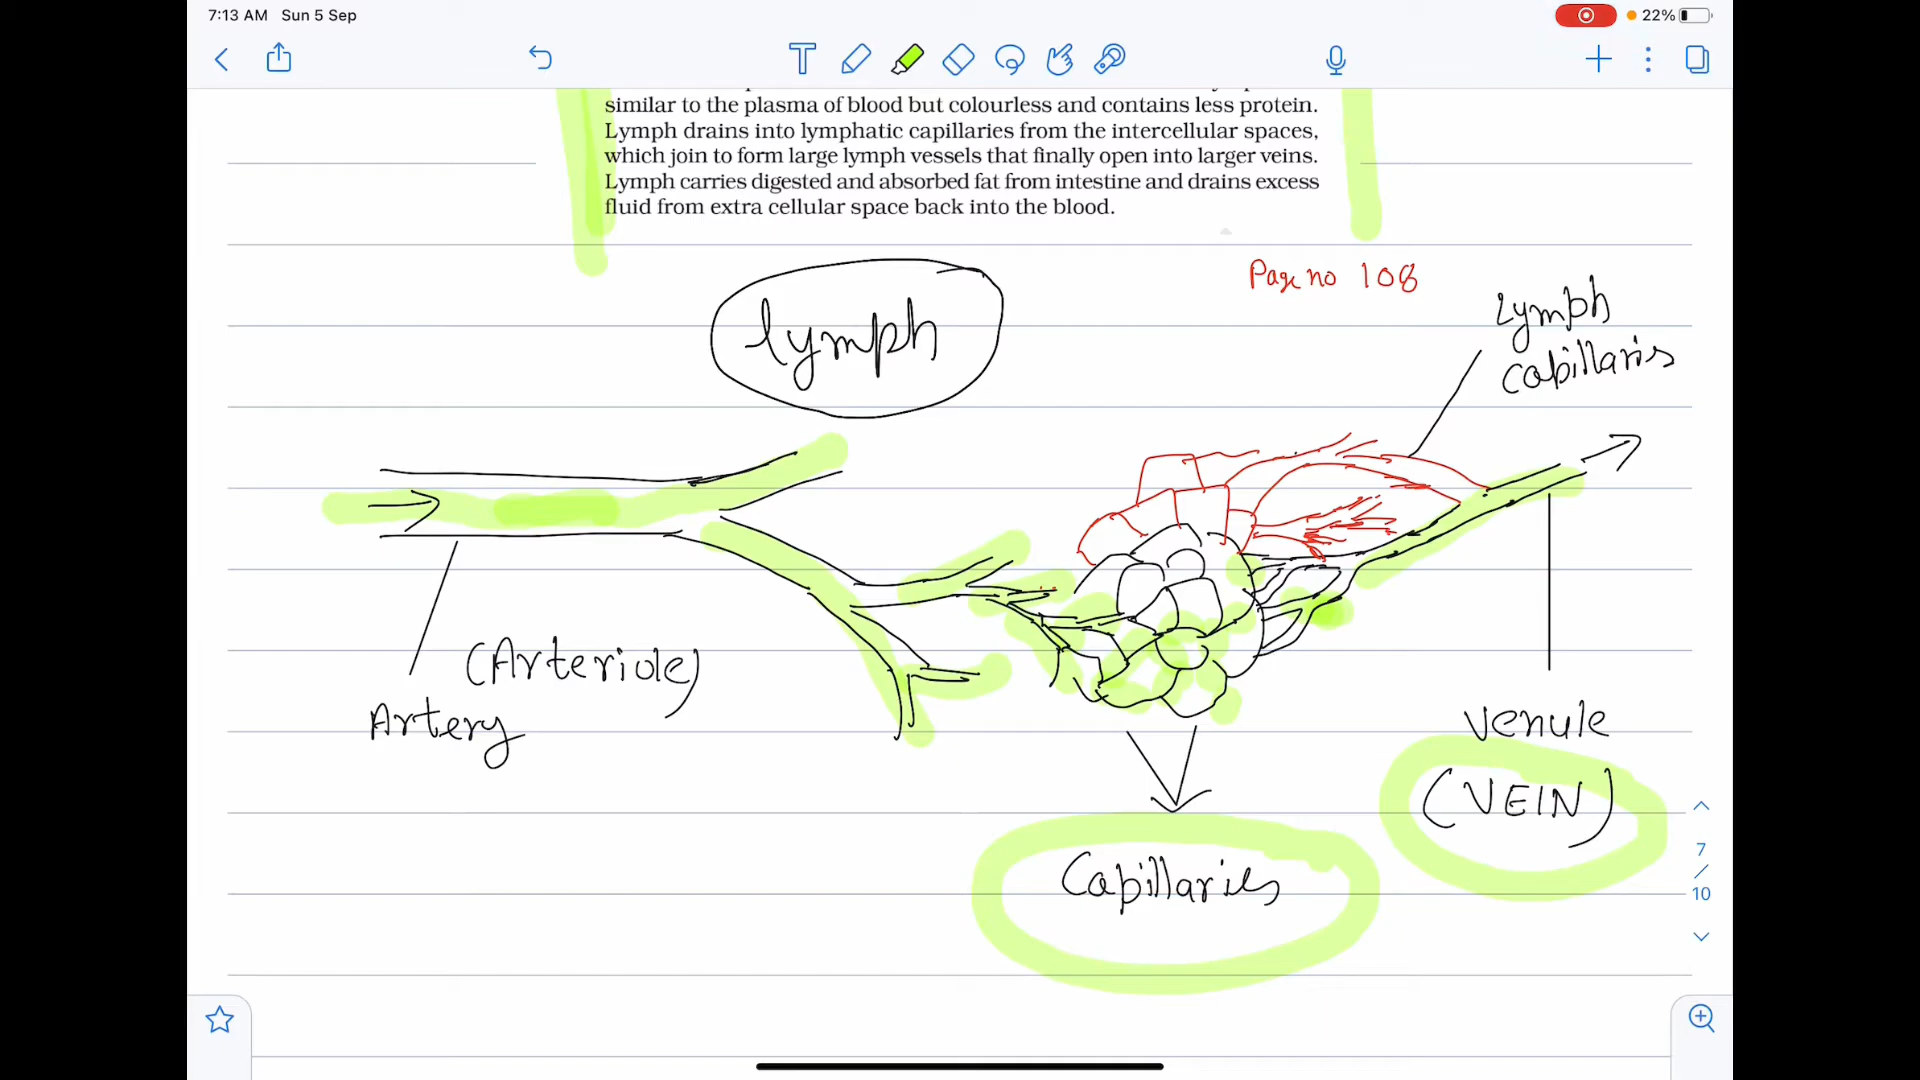 7:13 AM Sun 5 Sep
22%
similar to the plasma of blood but colourless and contains less protein.
Lymph drains into lymphatic capillaries from the intercellular spaces,
which join to form large lymph vessels that finally open into larger veins.
Lymph carries digested and absorbed fat from intestine and drains excess
fluid from extra cellular space back into the blood.
Page no 108
lymph
Lymph
capillaries
(Arteriole)
Artery
Venule
(VEIN)
Capillaries
7
/
10